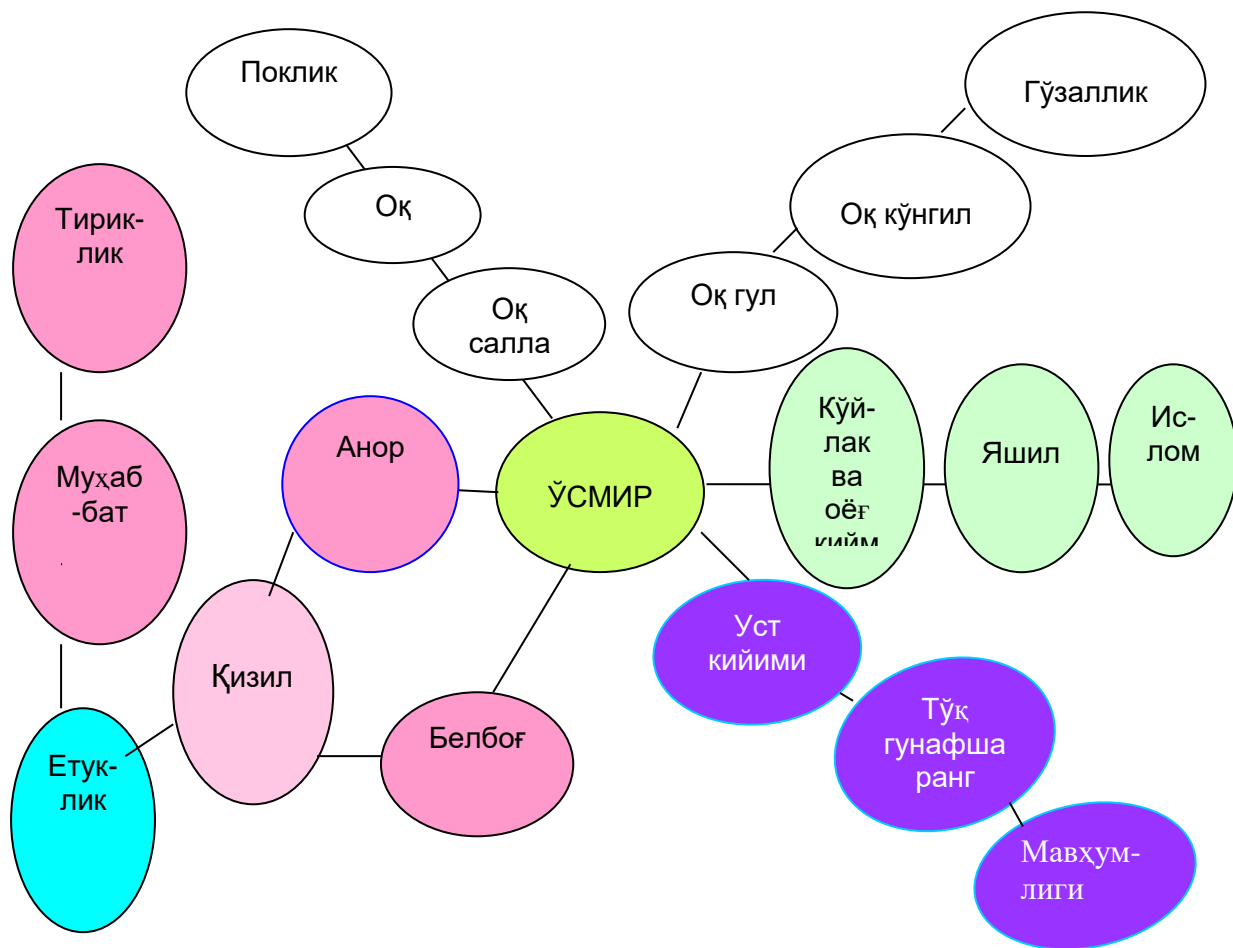 Поклик
Гўзаллик
Оқ
Оқ кўнгил
Тирик-
лик
Оқ
салла
Оқ гул
Анор
ЎСМИР
Кўй-
лак
ва
оёғ
кийм
Яшил
Ис-
лом
Муҳаб
-бат
.
Қизил
Белбоғ
Уст
кийими
Тўқ
гунафша
ранг
Етук-
лик
Мавҳум-
лиги